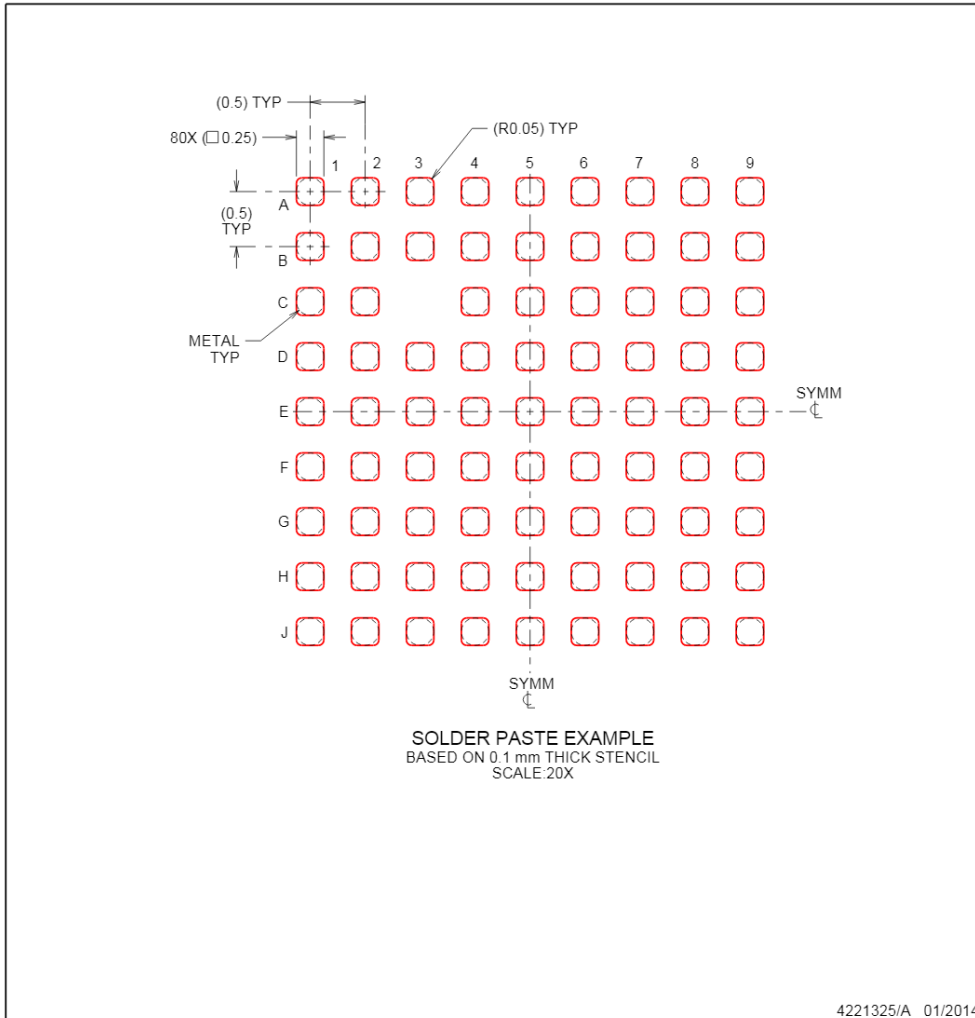 (0.5) TYP
(R0.05) TYP
80X (□0.25)
1 2 3 4 5 6 7 8 9
A
(0.5)
TYP
B
C
METAL
TYP
D
SYMM
℄
E
F
G
H
J
SYMM
℄
SOLDER PASTE EXAMPLE
BASED ON 0.1 mm THICK STENCIL
SCALE:20X
4221325/A 01/2014